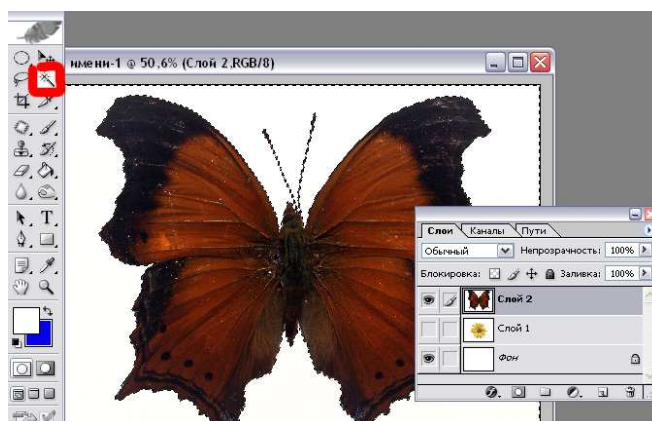 имени-1 @ 50,6% (Слой 2,RGB/8)
T
Слои Каналы Пути
Обычный Непрозрачность: 100%
Блокировка: Заливка: 100%
Слой 2
Слой 1
Фон